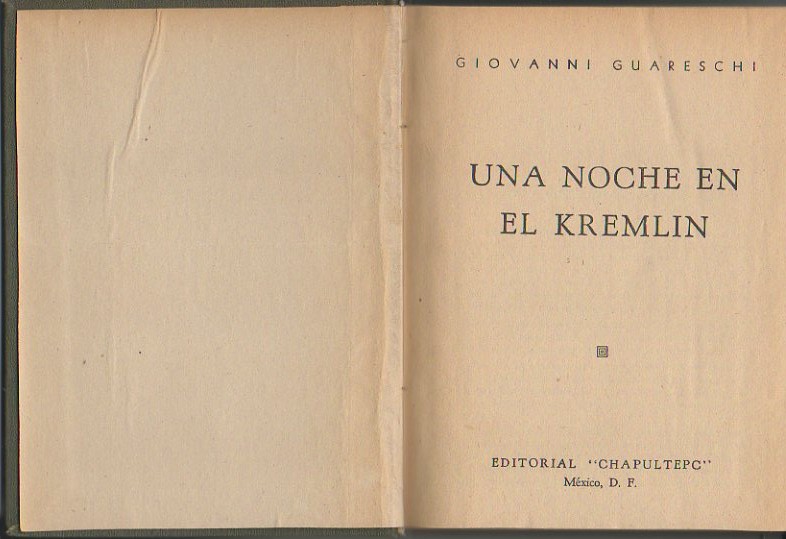 GIOVANNI GUARESCHI
UNA NOCHE EN
EL KREMLIN
EDITORIAL "CHAPULTEPC"
México, D. F.